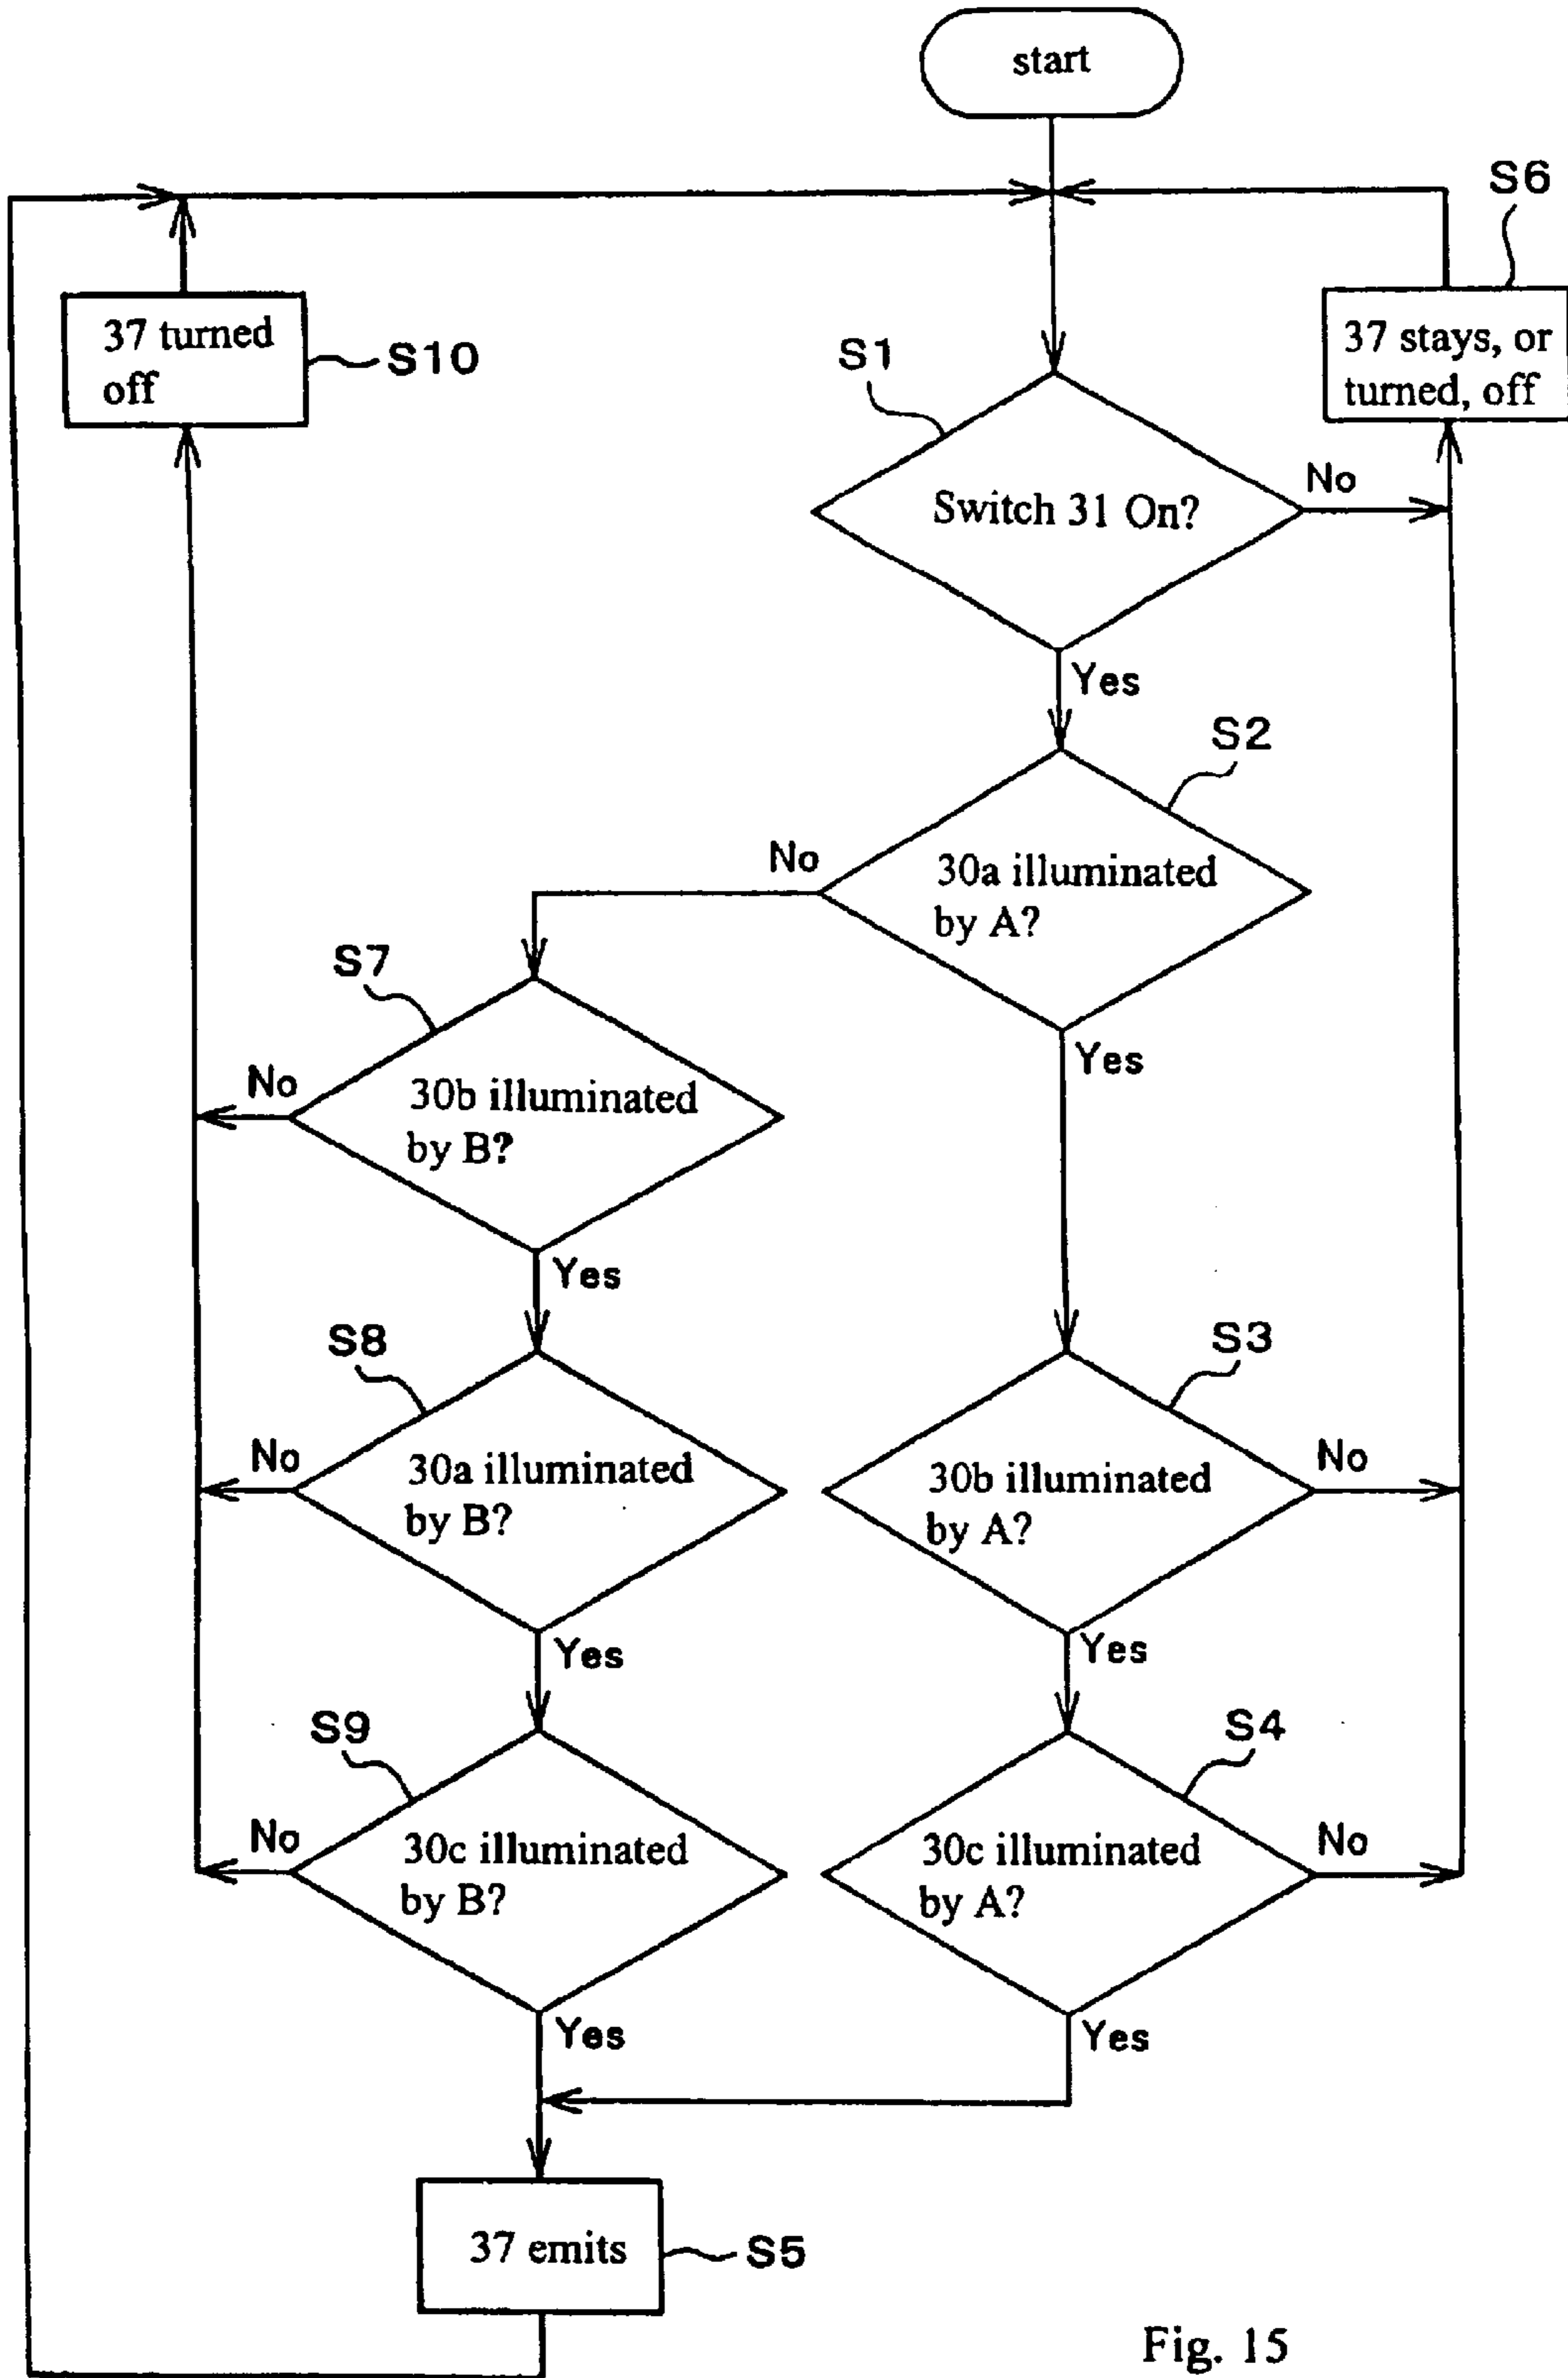 start
S6
37 turned
off
S10
37 stays, or
turned, off
S1
Switch 31 On?
No
Yes
S2
30a illuminated
by A?
No
Yes
S7
30b illuminated
by B?
No
Yes
S8
30a illuminated
by B?
No
Yes
S3
30b illuminated
by A?
No
Yes
S9
30c illuminated
by B?
No
Yes
S4
30c illuminated
by A?
No
Yes
37 emits
S5
Fig. 15